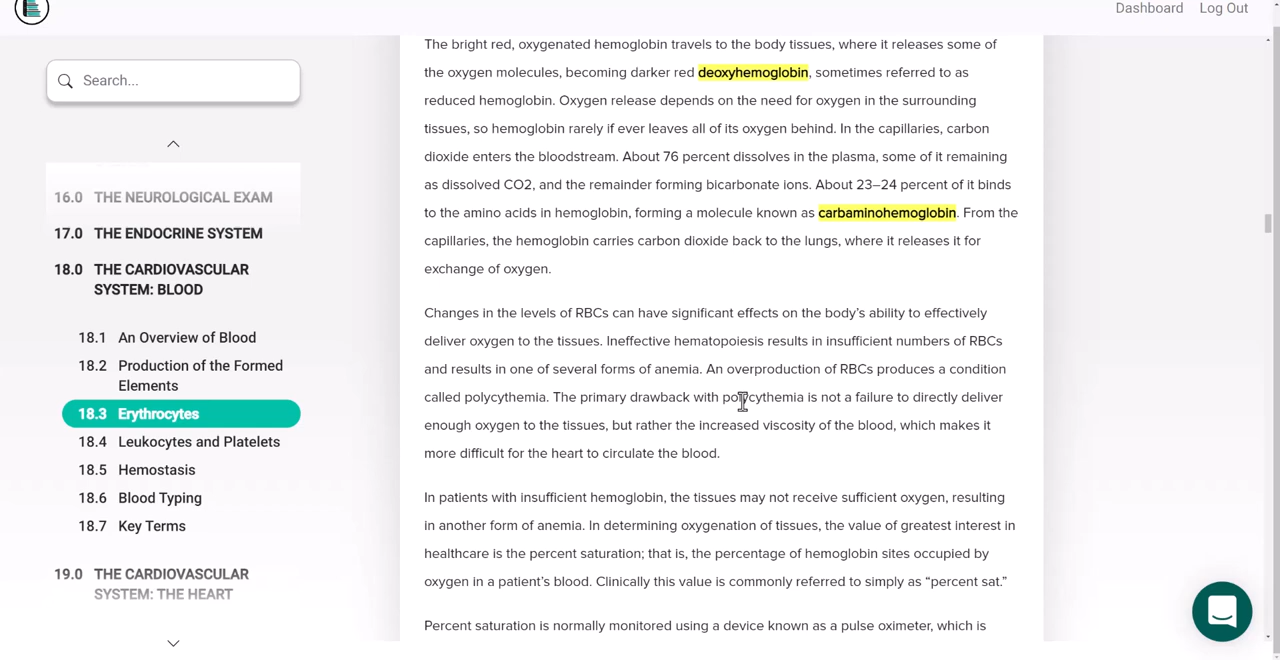 Dashboard Log Out
Search...
16.0 THE NEUROLOGICAL EXAM
17.0 THE ENDOCRINE SYSTEM
18.0 THE CARDIOVASCULAR
SYSTEM: BLOOD
18.1 An Overview of Blood
18.2 Production of the Formed
Elements
18.3 Erythrocytes
18.4 Leukocytes and Platelets
18.5 Hemostasis
18.6 Blood Typing
18.7 Key Terms
19.0 THE CARDIOVASCULAR
SYSTEM: THE HEART
The bright red, oxygenated hemoglobin travels to the body tissues, where it releases some of
the oxygen molecules, becoming darker red deoxyhemoglobin, sometimes referred to as
reduced hemoglobin. Oxygen release depends on the need for oxygen in the surrounding
tissues, so hemoglobin rarely if ever leaves all of its oxygen behind. In the capillaries, carbon
dioxide enters the bloodstream. About 76 percent dissolves in the plasma, some of it remaining
as dissolved CO2, and the remainder forming bicarbonate ions. About 23–24 percent of it binds
to the amino acids in hemoglobin, forming a molecule known as carbaminohemoglobin. From the
capillaries, the hemoglobin carries carbon dioxide back to the lungs, where it releases it for
exchange of oxygen.
Changes in the levels of RBCs can have significant effects on the body’s ability to effectively
deliver oxygen to the tissues. Ineffective hematopoiesis results in insufficient numbers of RBCs
and results in one of several forms of anemia. An overproduction of RBCs produces a condition
called polycythemia. The primary drawback with polycythemia is not a failure to directly deliver
enough oxygen to the tissues, but rather the increased viscosity of the blood, which makes it
more difficult for the heart to circulate the blood.
In patients with insufficient hemoglobin, the tissues may not receive sufficient oxygen, resulting
in another form of anemia. In determining oxygenation of tissues, the value of greatest interest in
healthcare is the percent saturation; that is, the percentage of hemoglobin sites occupied by
oxygen in a patient’s blood. Clinically this value is commonly referred to simply as “percent sat.”
Percent saturation is normally monitored using a device known as a pulse oximeter, which is